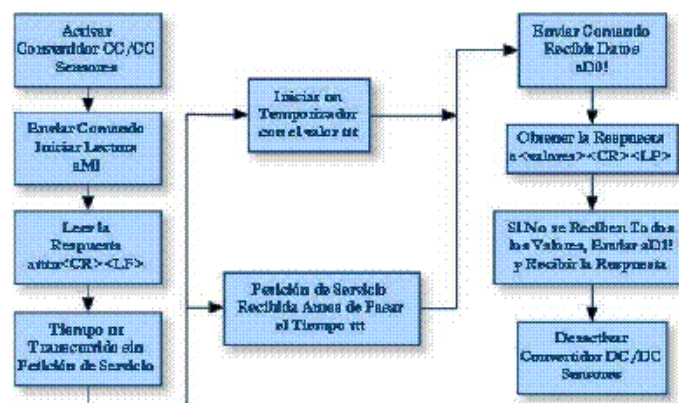 Activar
Convertidor CC/CC
Sensores
Enviar Comando
Iniciar Lectura
aM!
Leer la
Respuesta
atttn<CR><LF>
Tiempo ttt
Transcurrido sin
Petición de Servicio
Iniciar un
Temporizador
con el valor ttt
Petición de Servicio
Recibida Antes de Pasar
el Tiempo ttt
Enviar Comando
Recibir Datos
aD0!
Obtener la Respuesta
a<valores><CR><LF>
Si No se Reciben Todos
los Valores, Enviar aD1!
y Recibir la Respuesta
Desactivar
Convertidor DC/DC
Sensores